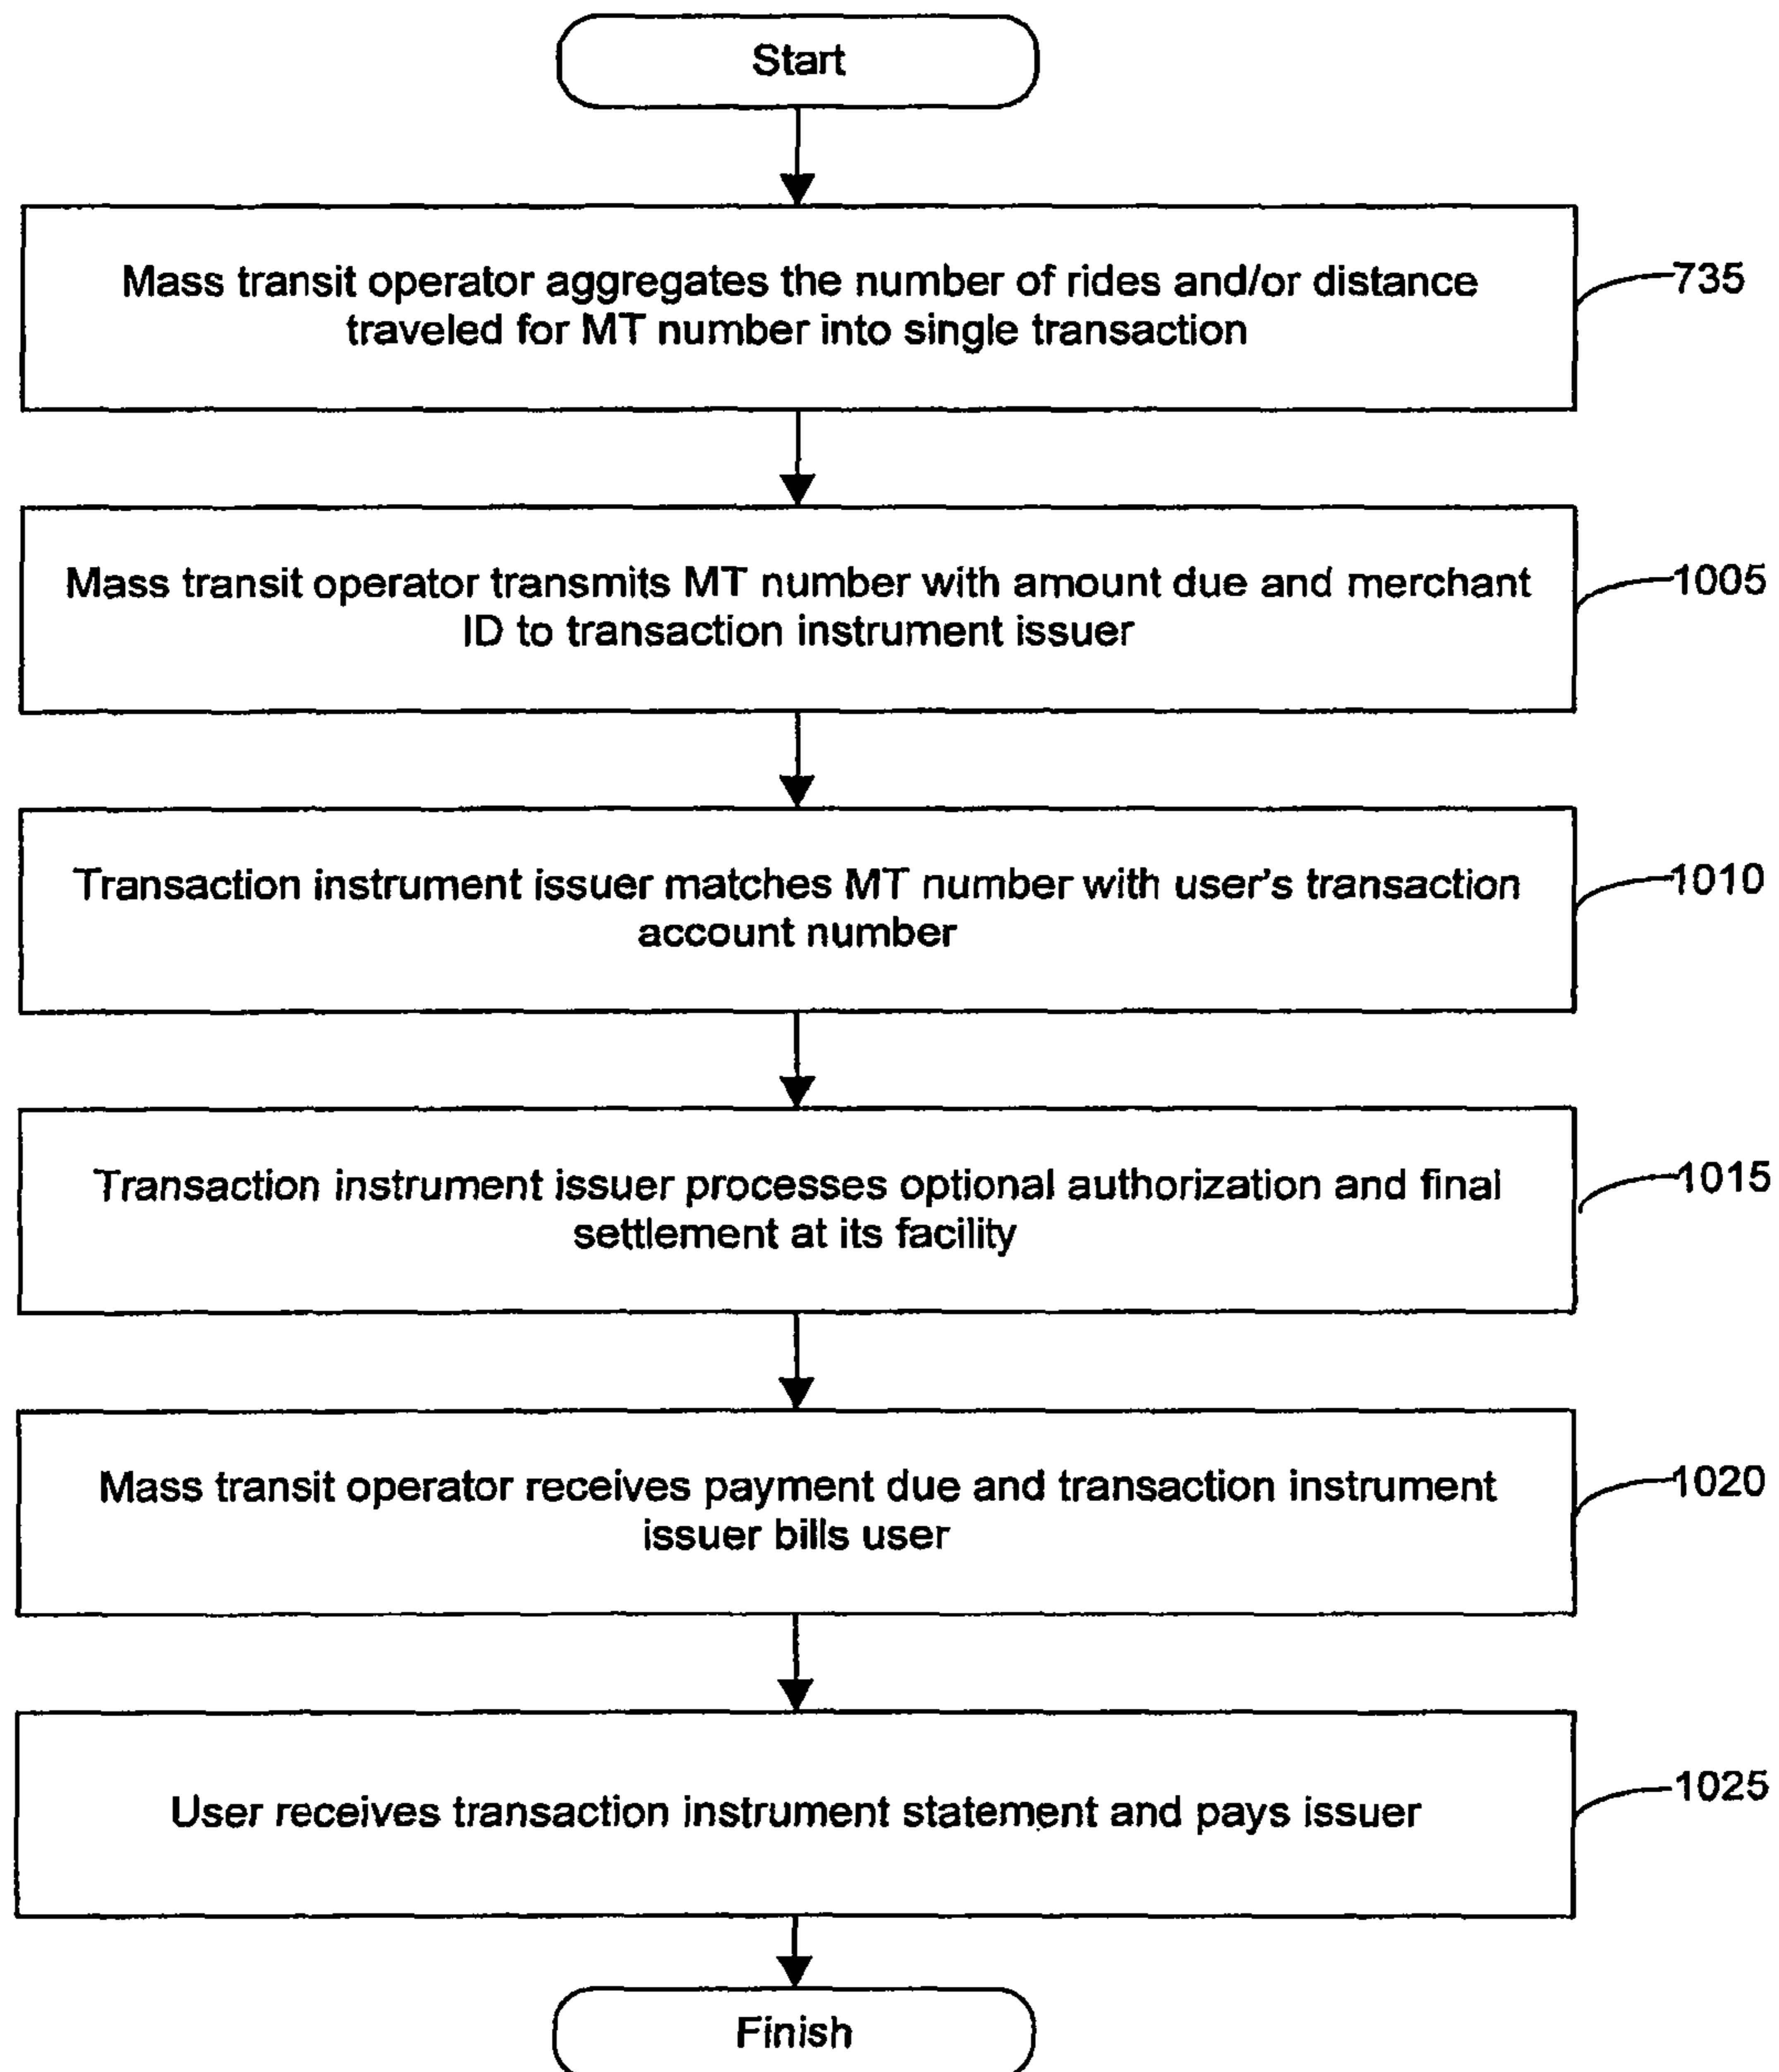 Start
Mass transit operator aggregates the number of rides and/or distance
traveled for MT number into single transaction
735
Mass transit operator transmits MT number with amount due and merchant
ID to transaction instrument issuer
1005
Transaction instrument issuer matches MT number with user's transaction
account number
1010
Transaction instrument issuer processes optional authorization and final
settlement at its facility
1015
Mass transit operator receives payment due and transaction instrument
issuer bills user
1020
User receives transaction instrument statement and pays issuer
1025
Finish